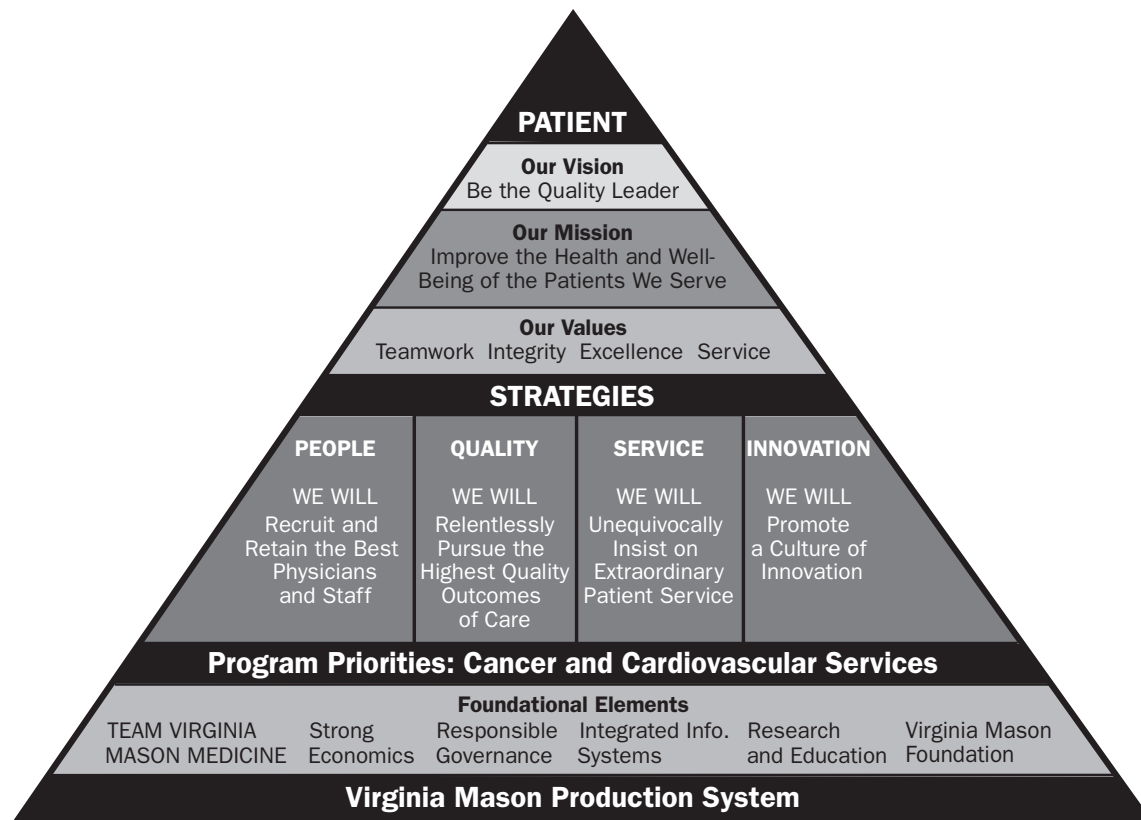 PATIENT
Our Vision
Be the Quality Leader
Our Mission
Improve the Health and Well-
Being of the Patients We Serve
Our Values
Teamwork Integrity Excellence Service
STRATEGIES
PEOPLE
WE WILL
Recruit and
Retain the Best
Physicians
and Staff
QUALITY
WE WILL
Relentlessly
Pursue the
Highest Quality
Outcomes
of Care
SERVICE
WE WILL
Unequivocally
Insist on
Extraordinary
Patient Service
INNOVATION
WE WILL
Promote
a Culture of
Innovation
Program Priorities: Cancer and Cardiovascular Services
Foundational Elements
TEAM VIRGINIA
MASON MEDICINE
Strong
Economics
Responsible
Governance
Integrated Info.
Systems
Research
and Education
Virginia Mason
Foundation
Virginia Mason Production System